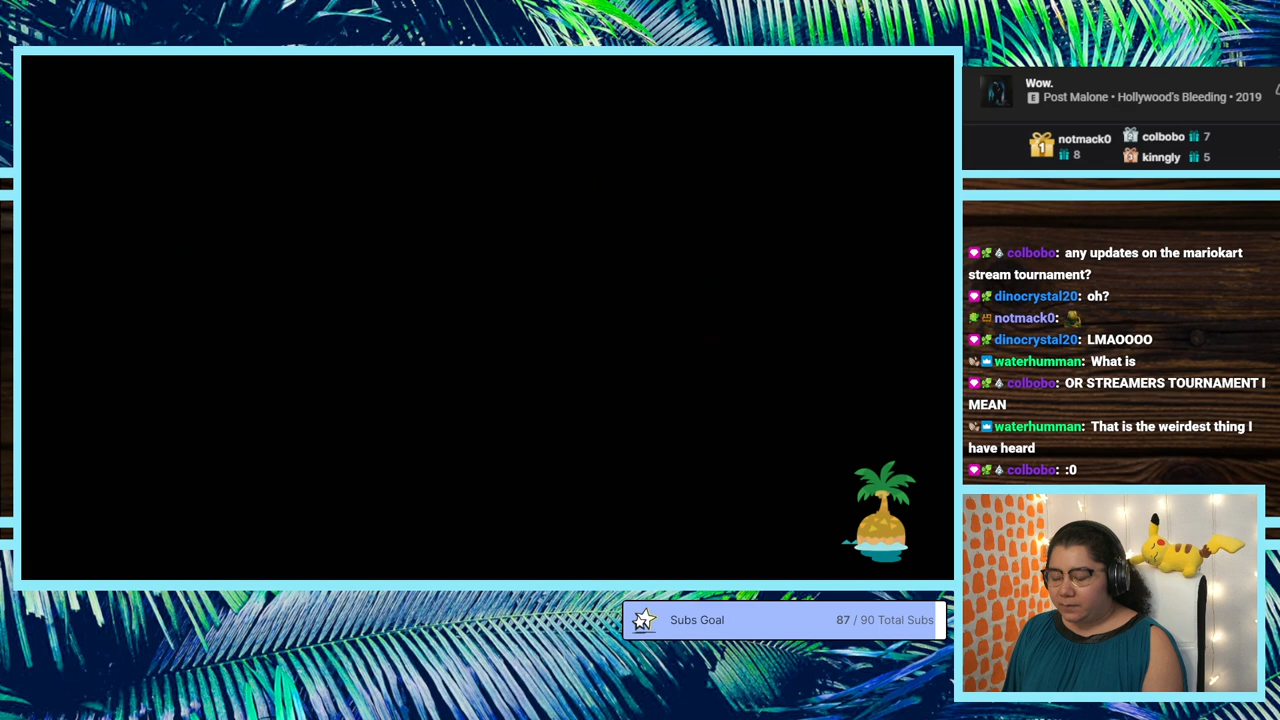 Wow.
E Post Malone • Hollywood's Bleeding • 2019
1 notmack0
8
colbobo 7
kinngly 5
colbobo: any updates on the mariokart
stream tournament?
dinocrystal20: oh?
notmack0:
dinocrystal20: LMAOOOO
waterhumman: What is
colbobo: OR STREAMERS TOURNAMENT I
MEAN
waterhumman: That is the weirdest thing I
have heard
colbobo: :0
Subs Goal 87 / 90 Total Subs